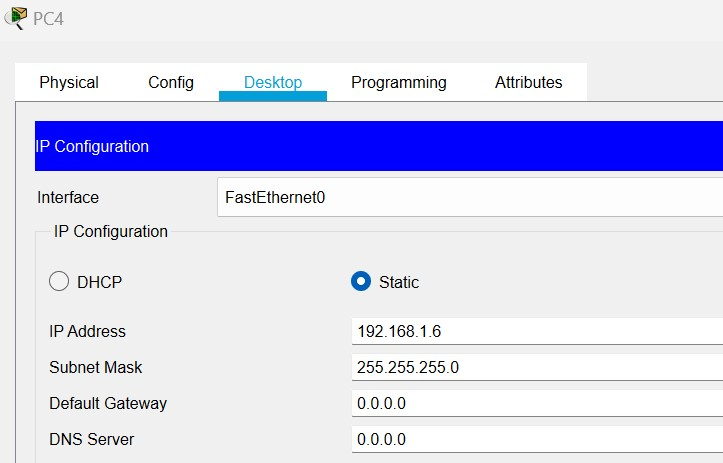 PC4
Physical Config Desktop Programming Attributes
IP Configuration
Interface FastEthernet0
IP Configuration
DHCP Static
IP Address 192.168.1.6
Subnet Mask 255.255.255.0
Default Gateway 0.0.0.0
DNS Server 0.0.0.0